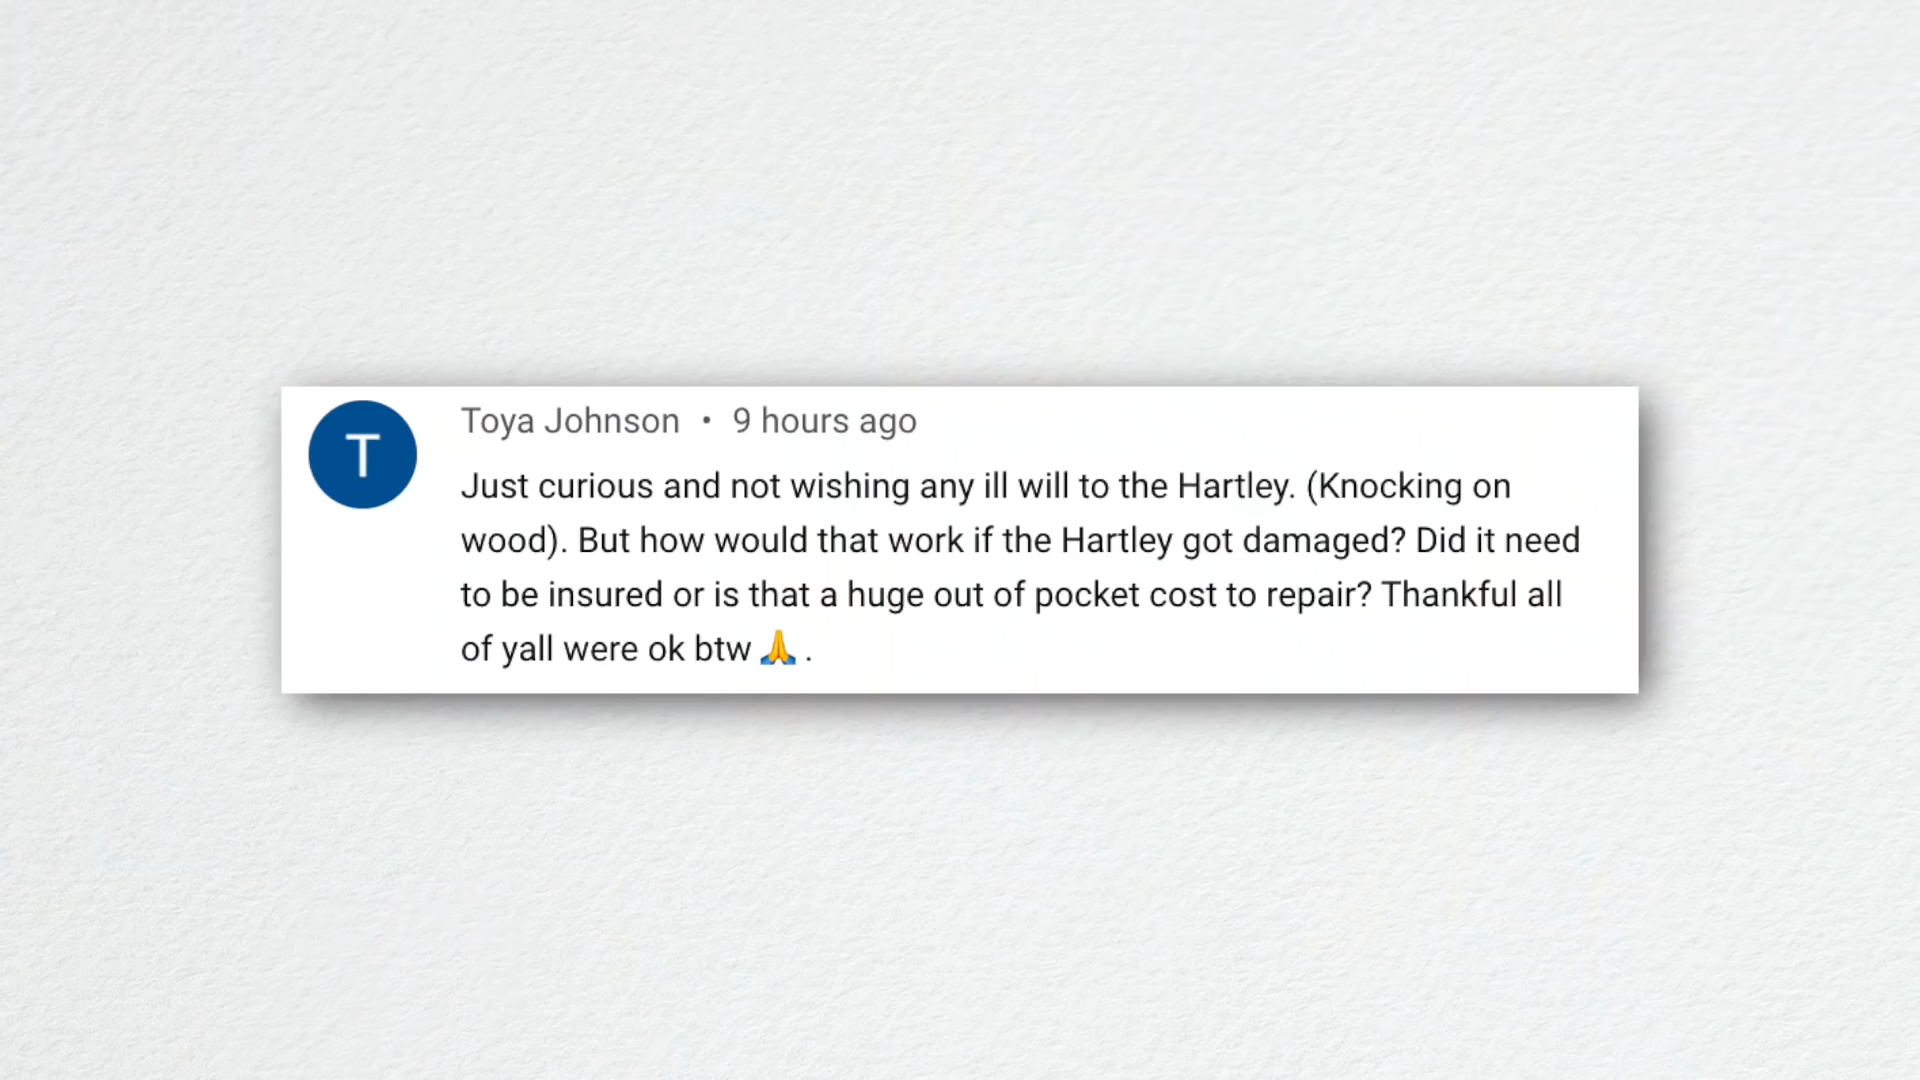 T
Toya Johnson • 9 hours ago
Just curious and not wishing any ill will to the Hartley. (Knocking on
wood). But how would that work if the Hartley got damaged? Did it need
to be insured or is that a huge out of pocket cost to repair? Thankful all
of yall were ok btw 🙏 .